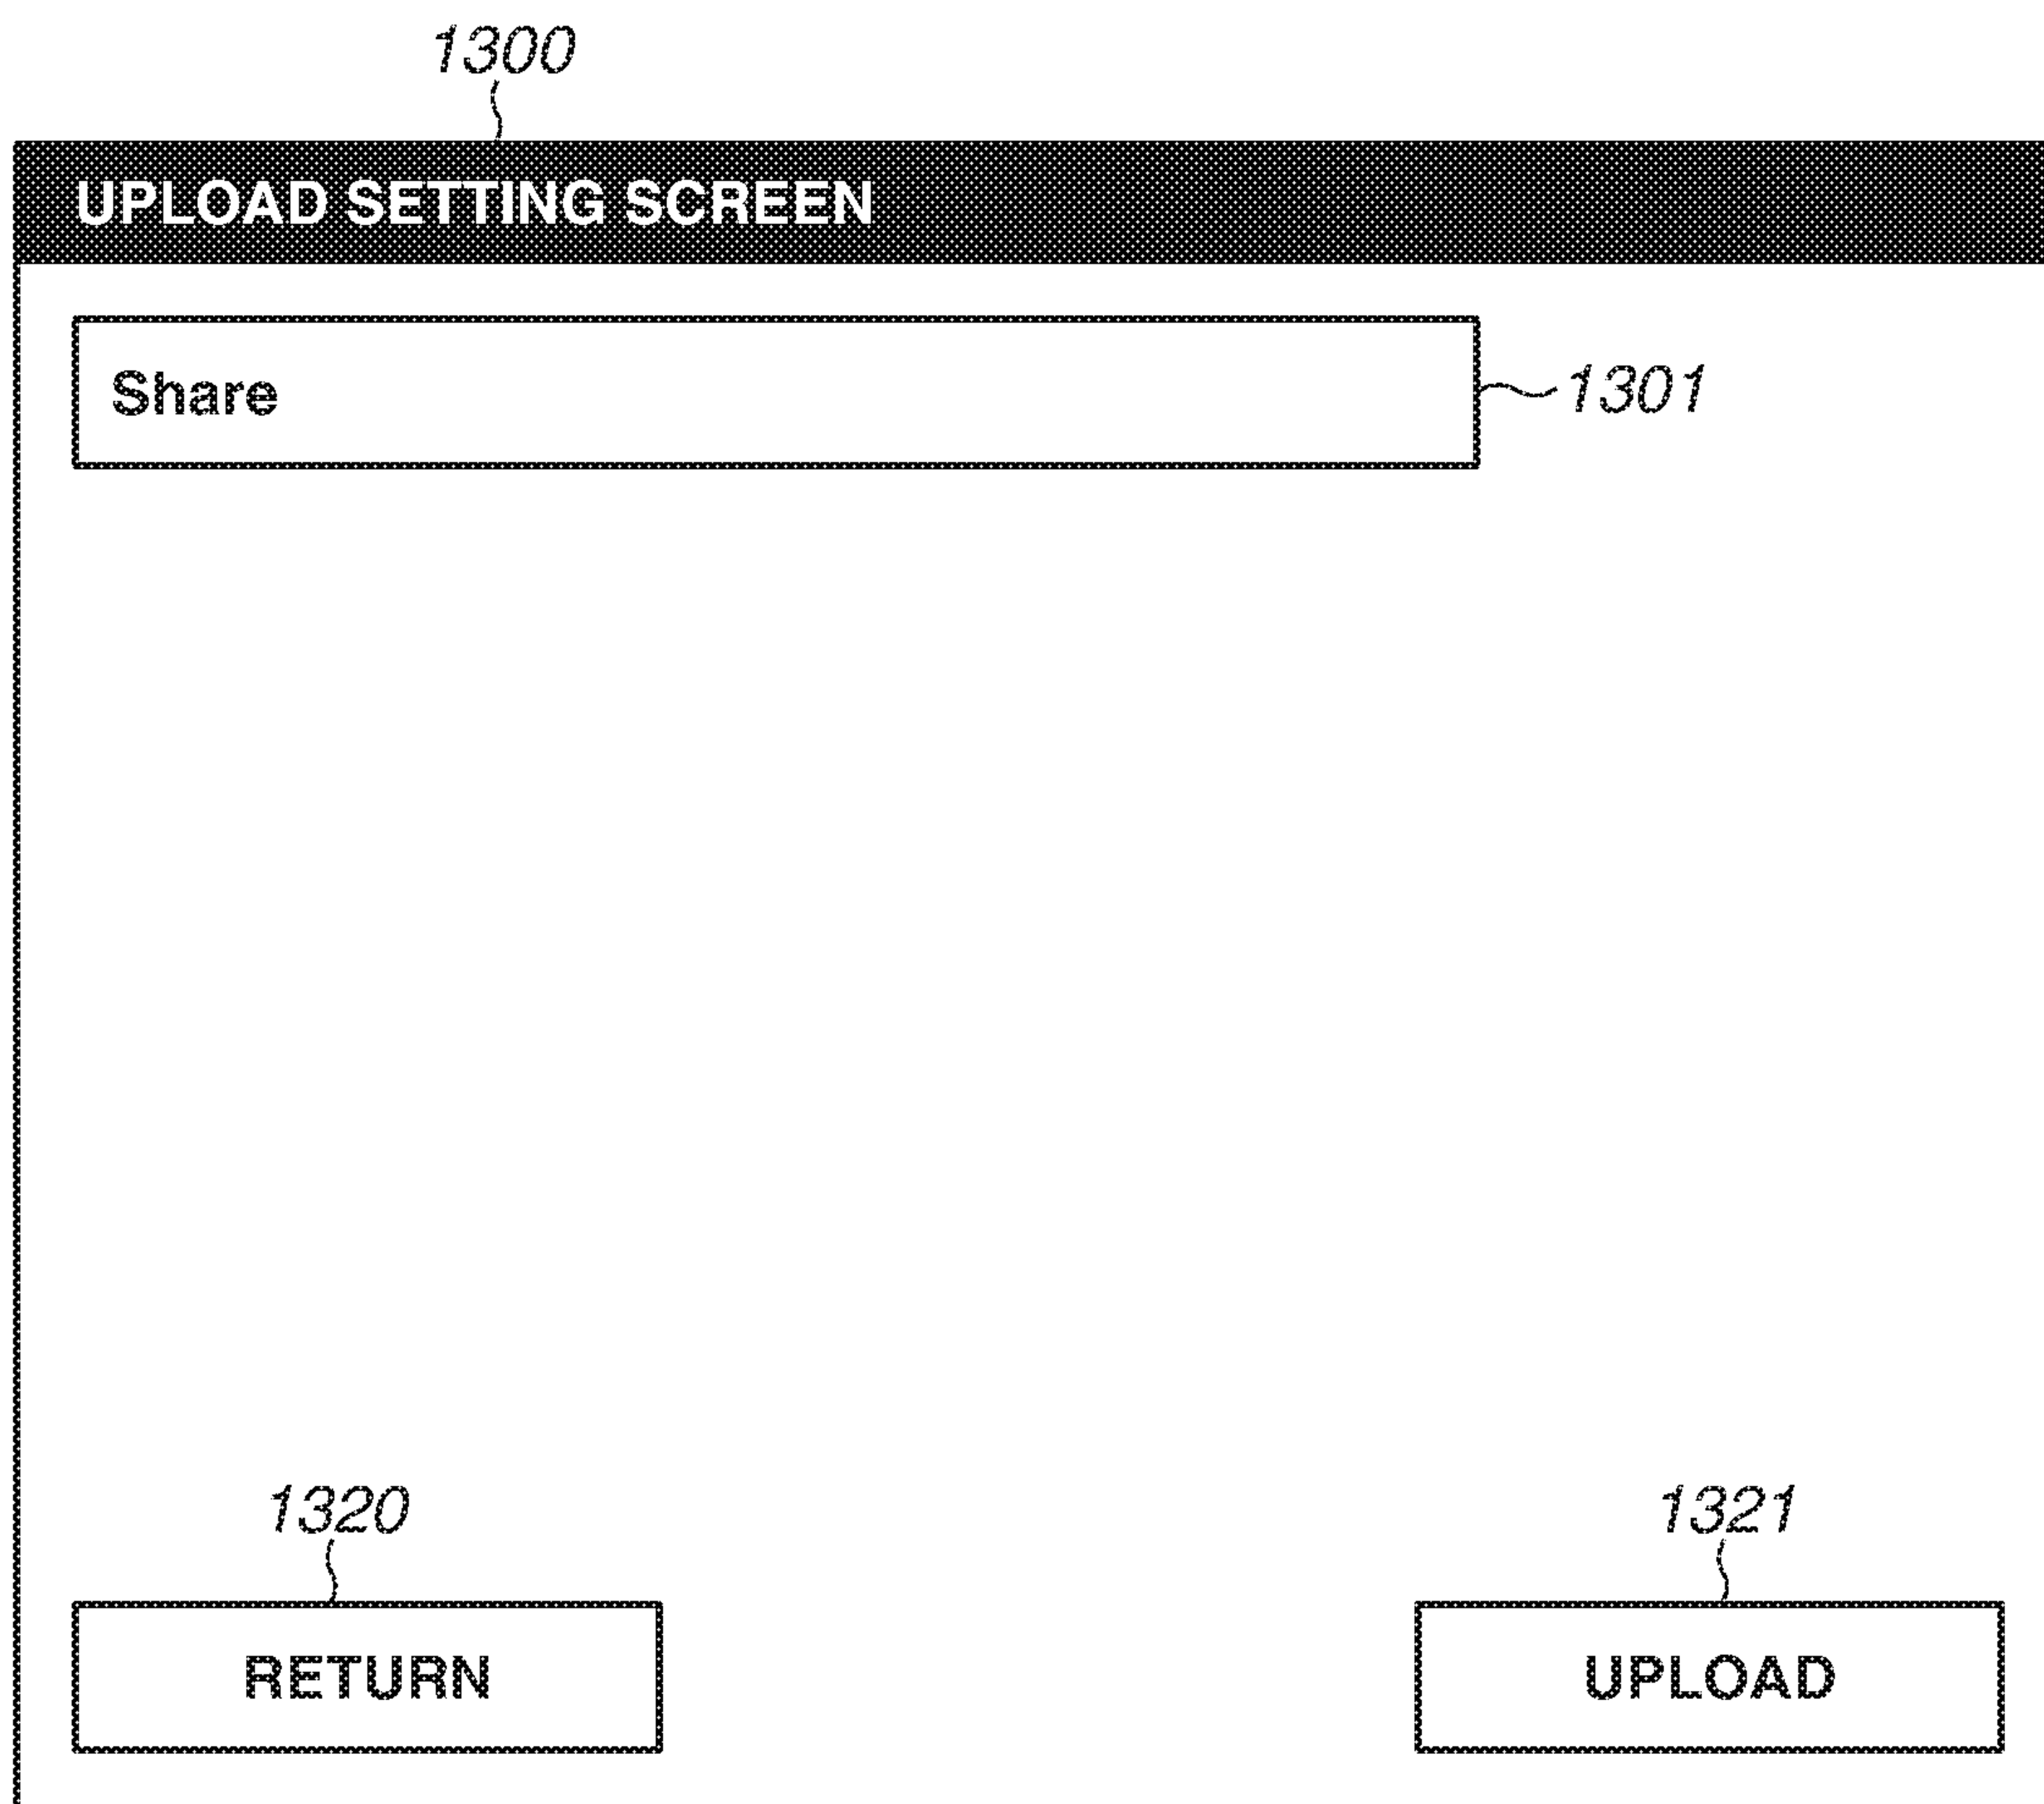 1300
UPLOAD SETTING SCREEN
Share
1301
1320
1321
RETURN
UPLOAD